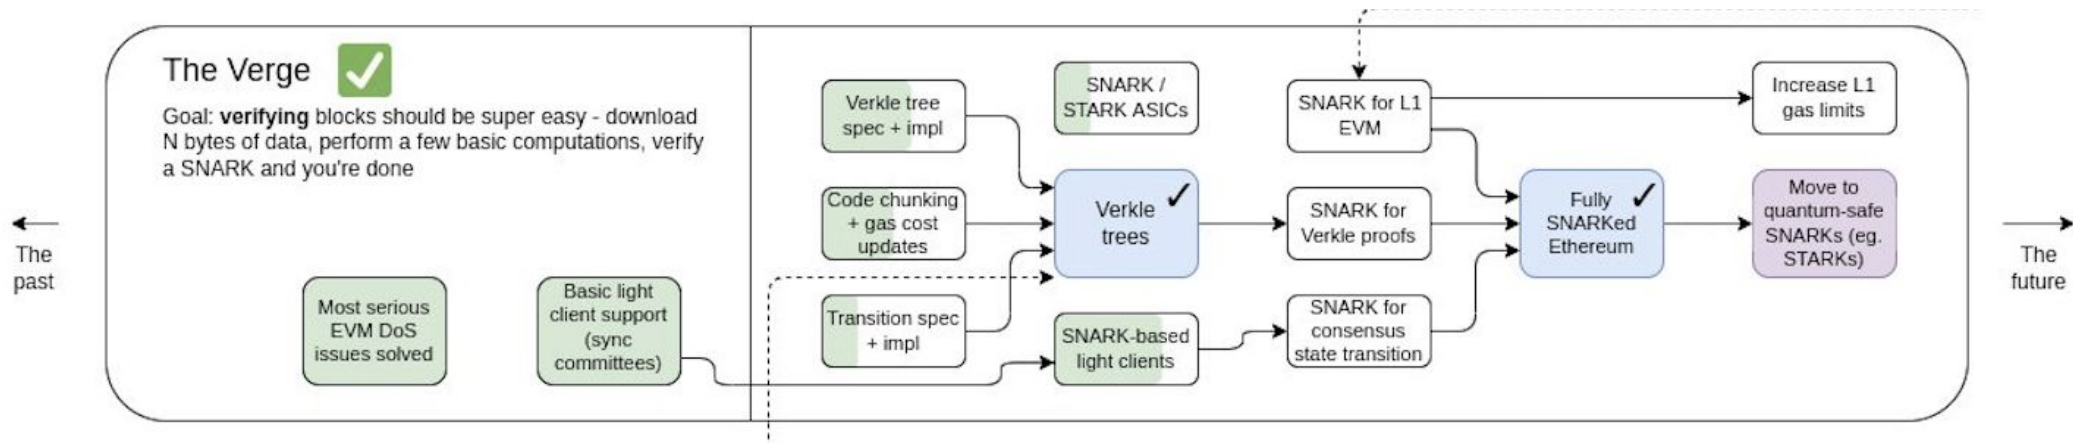 The Verge
Goal: verifying blocks should be super easy - download
N bytes of data, perform a few basic computations, verify
a SNARK and you're done
The
past
Most serious
EVM DoS
issues solved
Basic light
client support
(sync
committees)
Verkle tree
spec + impl
Code chunking
+ gas cost
updates
Transition spec
+ impl
SNARK /
STARK ASICs
Verkle
trees
SNARK-based
light clients
SNARK for L1
EVM
SNARK for
Verkle proofs
SNARK for
consensus
state transition
Fully
SNARKed
Ethereum
Increase L1
gas limits
Move to
quantum-safe
SNARKs (eg.
STARKs)
The
future